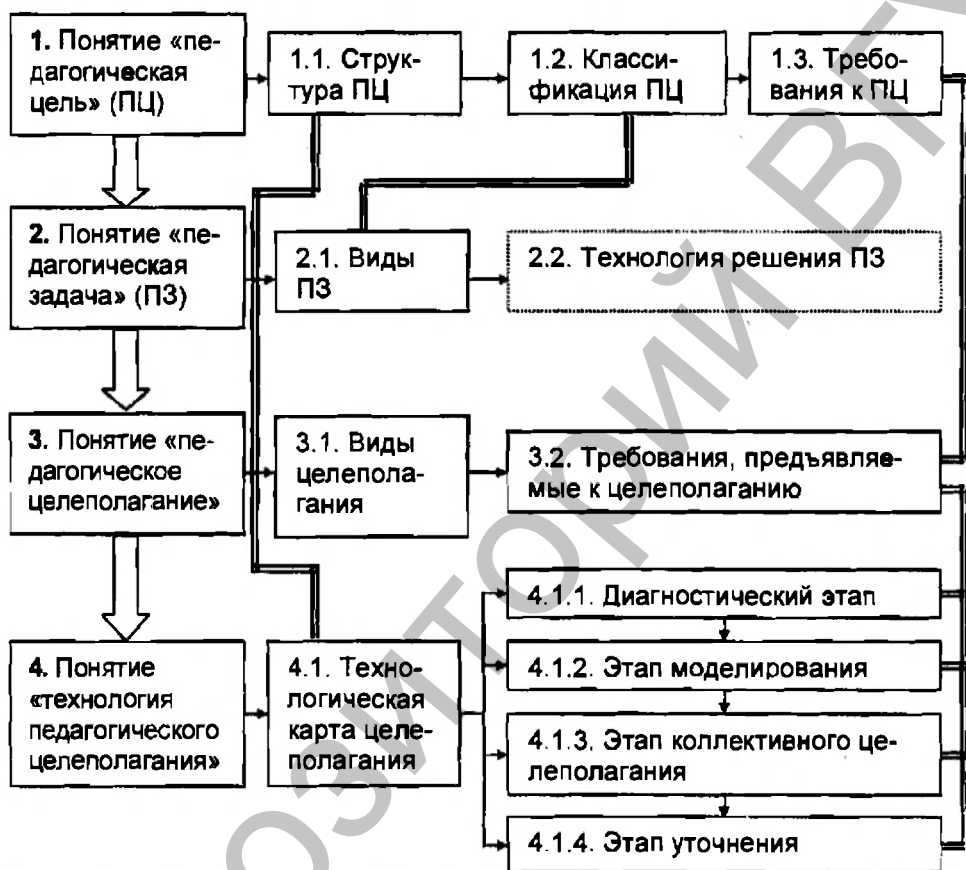 1. Понятие «пе-
дагогическая
цель» (ПЦ)
1.1. Струк-
тура ПЦ
1.2. Класси-
фикация ПЦ
1.3. Требо-
вания к ПЦ
2. Понятие «пе-
дагогическая
задача» (ПЗ)
2.1. Виды
ПЗ
2.2. Технология решения ПЗ
3. Понятие «пе-
дагогическое
целеполагание»
3.1. Виды
целепола-
гания
3.2. Требования, предъявляе-
мые к целеполаганию
4. Понятие
«технология
педагогического
целеполагания»
4.1. Техно-
логическая
карта целе-
полагания
4.1.1. Диагностический этап
4.1.2. Этап моделирования
4.1.3. Этап коллективного це-
леполагания
4.1.4. Этап уточнения
озиторий ВГУ